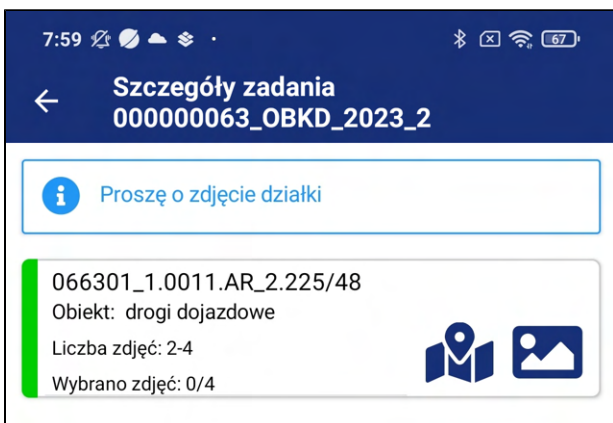 7:59
67
Szczegóły zadania
000000063_OBKD_2023_2
Proszę o zdjęcie działki
066301_1.0011.AR_2.225/48
Obiekt: drogi dojazdowe
Liczba zdjęć: 2-4
Wybrano zdjęć: 0/4